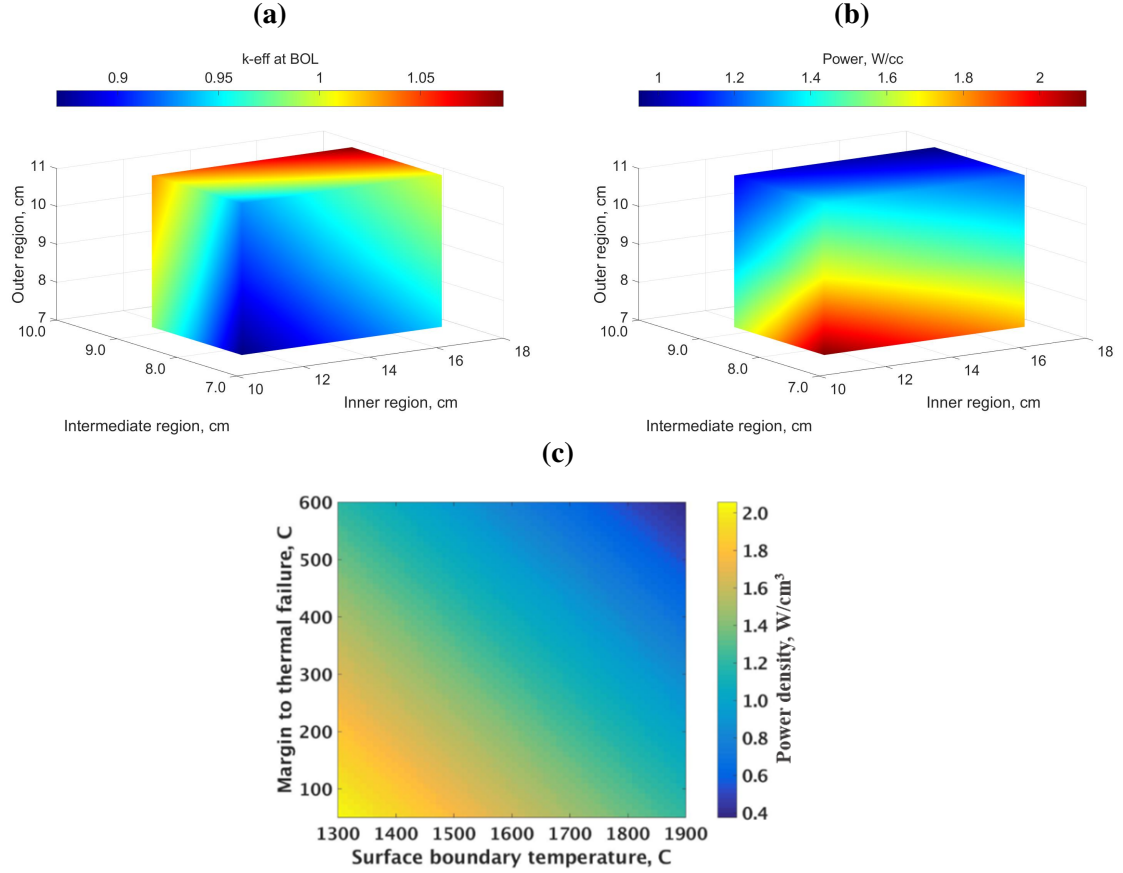 (a)
k-eff at BOL
0.9 0.95 1 1.05
11
10
9
8
7
Outer region, cm
10.0
9.0
8.0
7.0
Intermediate region, cm
10
12
14
16
18
Inner region, cm
(b)
Power, W/cc
1 1.2 1.4 1.6 1.8 2
11
10
9
8
7
Outer region, cm
10.0
9.0
8.0
7.0
Intermediate region, cm
10
12
14
16
18
Inner region, cm
(c)
Margin to thermal failure, C
600
500
400
300
200
100
1300 1400 1500 1600 1700 1800 1900
Surface boundary temperature, C
2.0
1.8
1.6
1.4
1.2
1.0
0.8
0.6
0.4
Power density, W/cm³